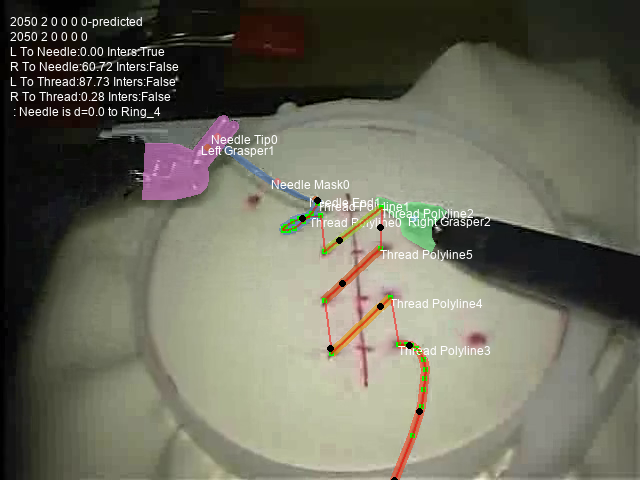 2050 2 0 0 0 0-predicted
2050 2 0 0 0 0
L To Needle:0.00 Inters:True
R To Needle:60.72 Inters:False
L To Thread:87.73 Inters:False
R To Thread:0.28 Inters:False
: Needle is d=0.0 to Ring_4
Needle Tip0
Left Grasper1
Needle Mask0
Needle End1
Thread Polyline1
Thread Polyline2
Thread Polyline0
Right Grasper2
Thread Polyline5
Thread Polyline4
Thread Polyline3